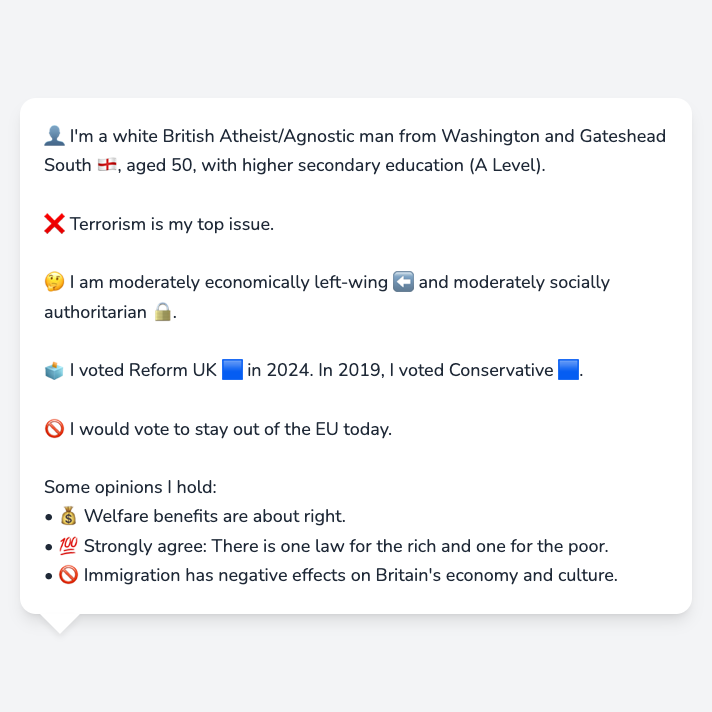 👤 I'm a white British Atheist/Agnostic man from Washington and Gateshead
South 🏴󠁧󠁢󠁥󠁮󠁧󠁿, aged 50, with higher secondary education (A Level).
❌ Terrorism is my top issue.
🤔 I am moderately economically left-wing ⬅️ and moderately socially
authoritarian 🔒.
🗳️ I voted Reform UK 🟦 in 2024. In 2019, I voted Conservative 🟦.
🚫 I would vote to stay out of the EU today.
Some opinions I hold:
• 💰 Welfare benefits are about right.
• 💯 Strongly agree: There is one law for the rich and one for the poor.
• 🚫 Immigration has negative effects on Britain's economy and culture.